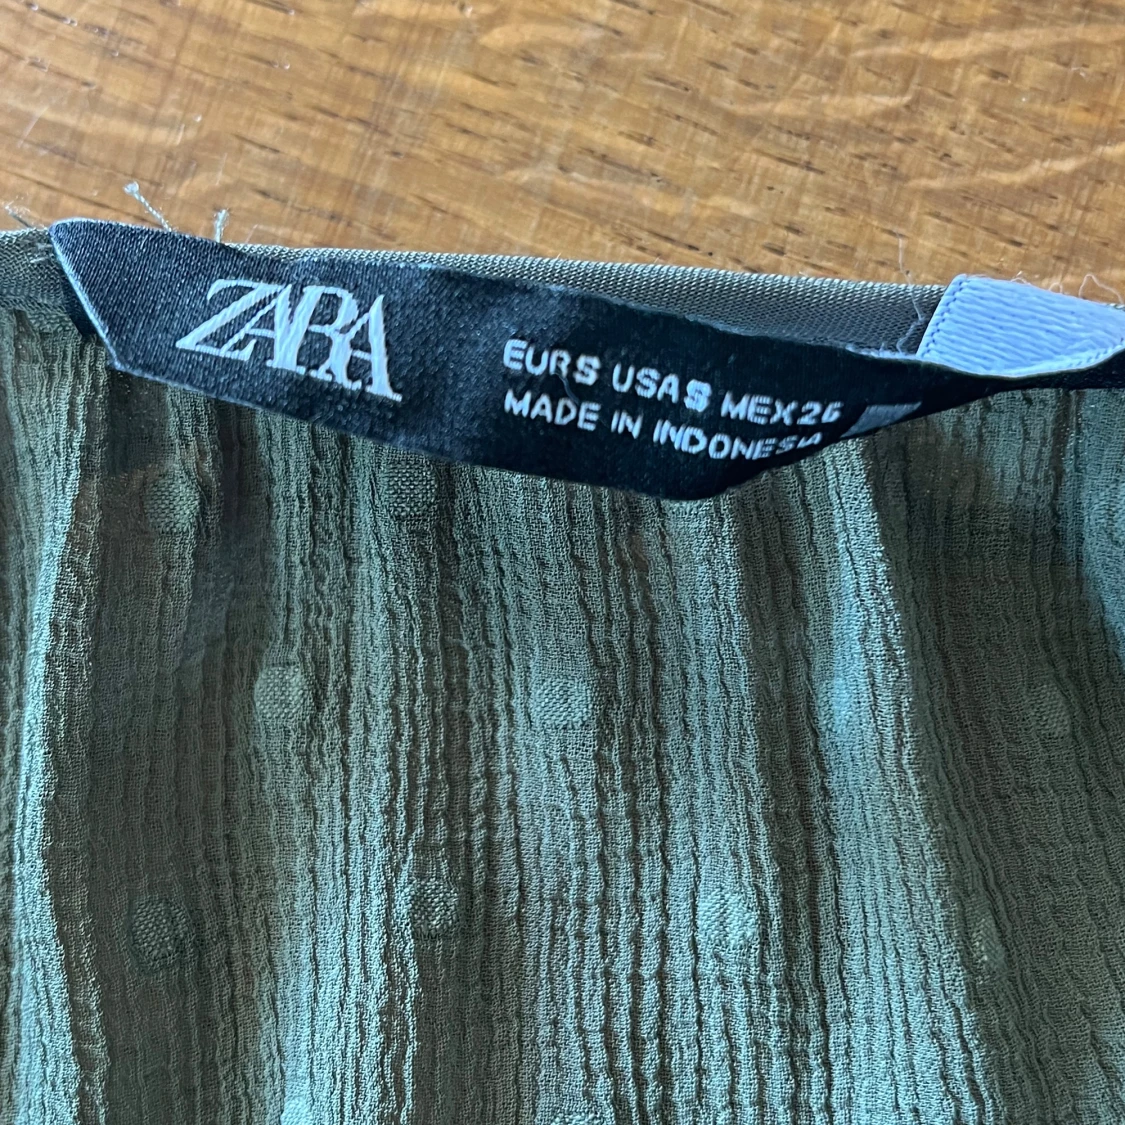 ZARA
EUR S USA S MEX 26
MADE IN INDONESIA